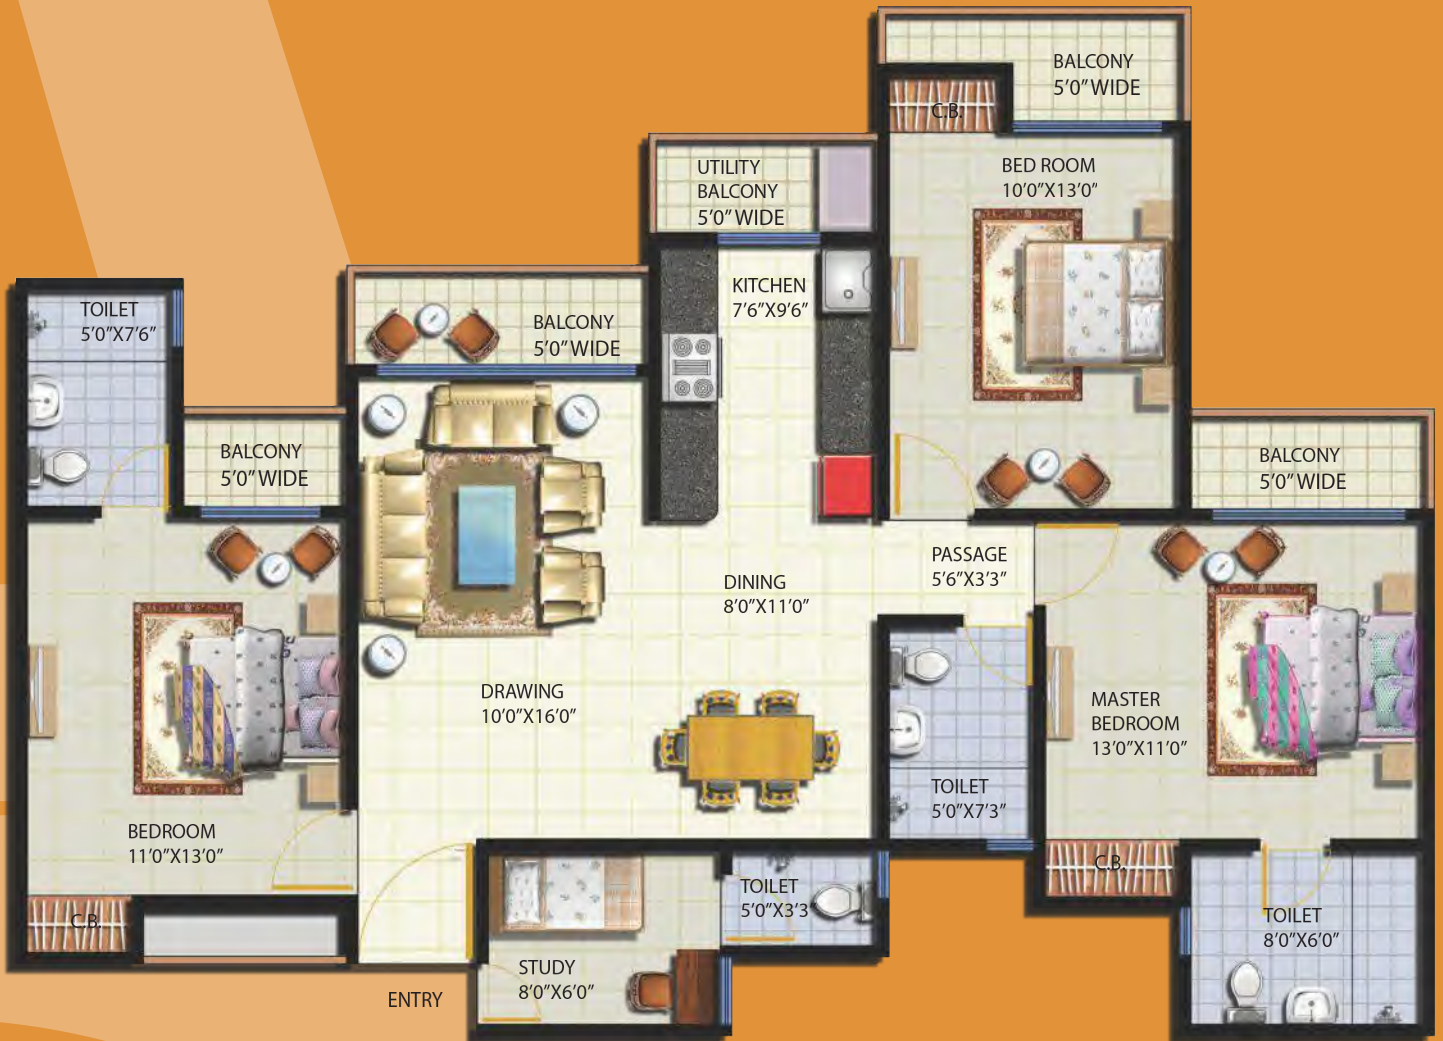 BALCONY
5'0" WIDE
C.B.
BED ROOM
10'0"X13'0"
UTILITY
BALCONY
5'0" WIDE
KITCHEN
7'6"X9'6"
TOILET
5'0"X7'6"
BALCONY
5'0" WIDE
BALCONY
5'0" WIDE
BALCONY
5'0" WIDE
PASSAGE
5'6"X3'3"
DINING
8'0"X11'0"
DRAWING
10'0"X16'0"
MASTER
BEDROOM
13'0"X11'0"
TOILET
5'0"X7'3"
BEDROOM
11'0"X13'0"
C.B.
TOILET
5'0"X3'3"
C.B.
TOILET
8'0"X6'0"
STUDY
8'0"X6'0"
ENTRY